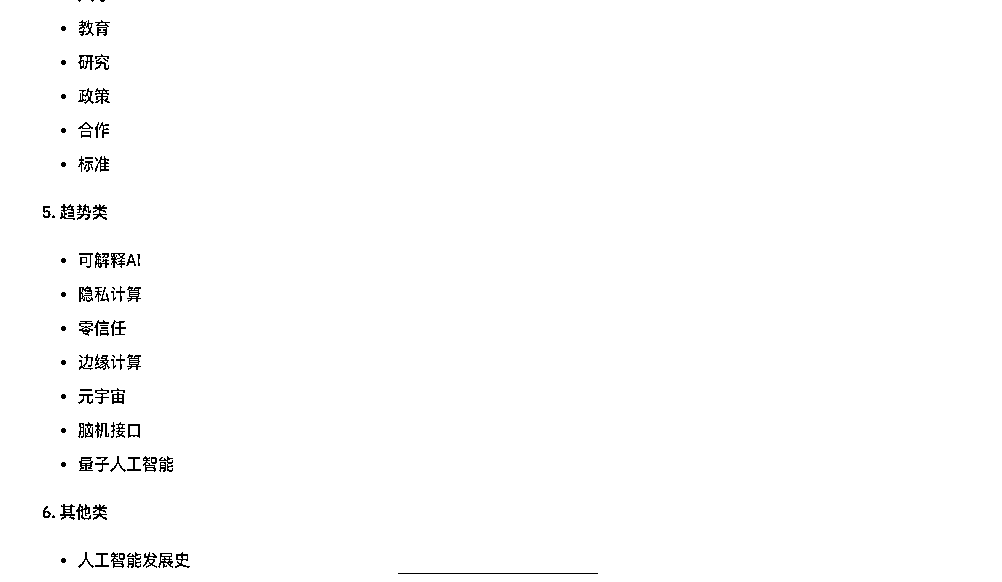 • 教育
• 研究
• 政策
• 合作
• 标准
5. 趋势类
• 可解释AI
• 隐私计算
• 零信任
• 边缘计算
• 元宇宙
• 脑机接口
• 量子人工智能
6. 其他类
• 人工智能发展史